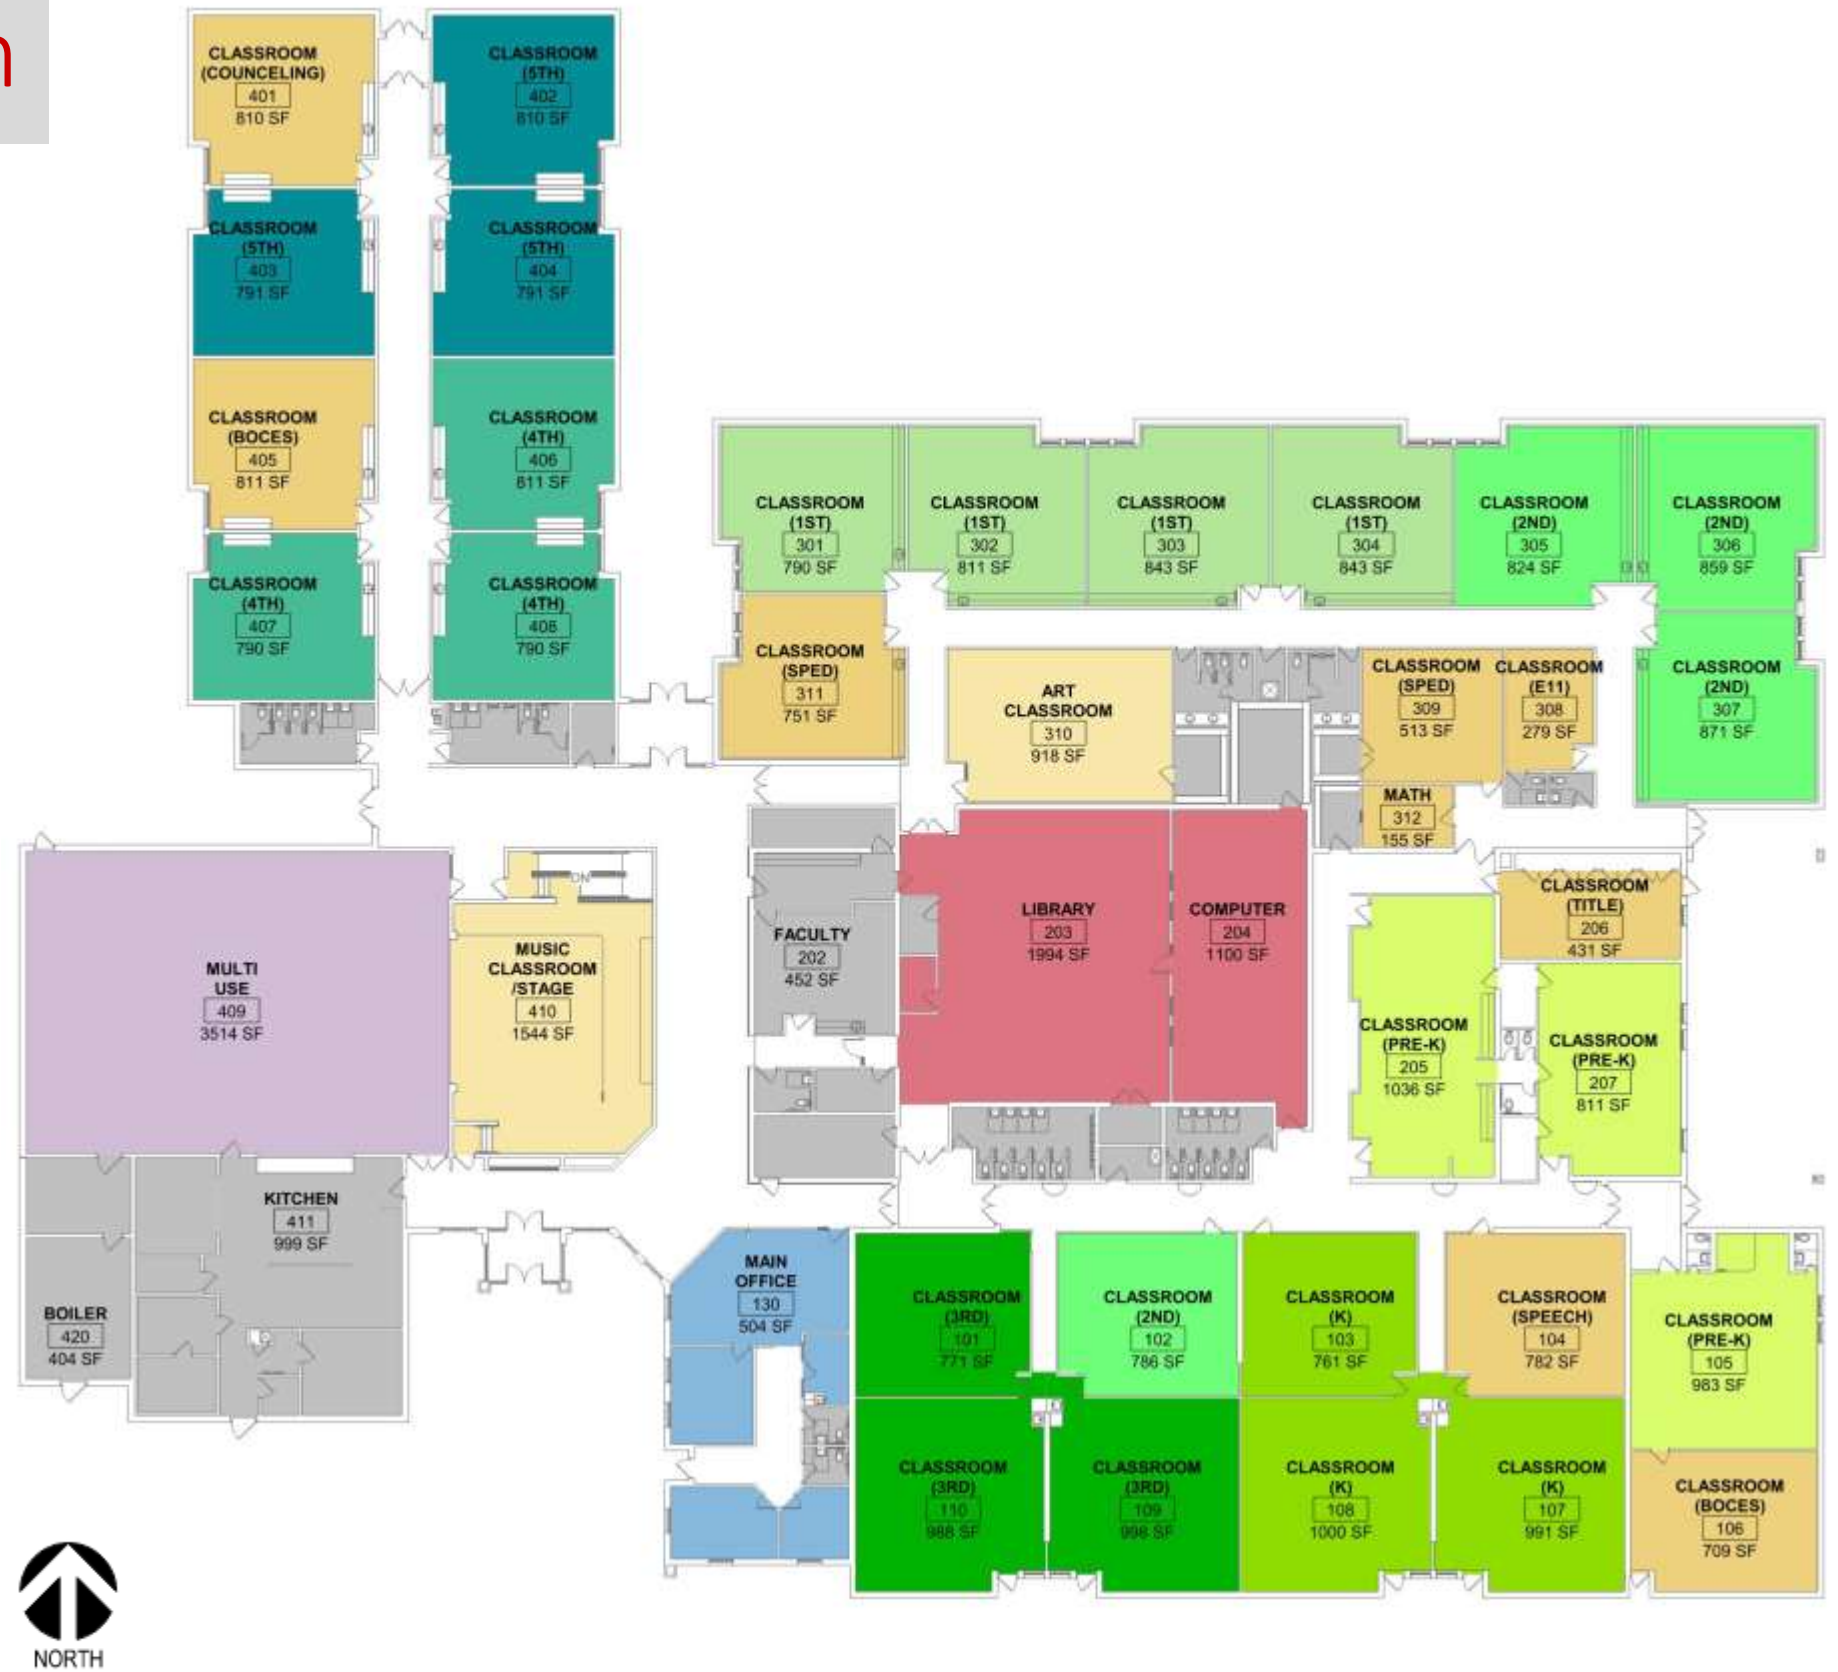 n
CLASSROOM
(COUNCELING)
401
810 SF
CLASSROOM
(5TH)
402
810 SF
CLASSROOM
(5TH)
403
791 SF
CLASSROOM
(5TH)
404
791 SF
CLASSROOM
(BOCES)
405
811 SF
CLASSROOM
(4TH)
406
811 SF
CLASSROOM
(4TH)
407
790 SF
CLASSROOM
(4TH)
408
790 SF
CLASSROOM
(1ST)
301
790 SF
CLASSROOM
(1ST)
302
811 SF
CLASSROOM
(1ST)
303
843 SF
CLASSROOM
(1ST)
304
843 SF
CLASSROOM
(2ND)
305
824 SF
CLASSROOM
(2ND)
306
859 SF
CLASSROOM
(SPED)
311
751 SF
ART
CLASSROOM
310
918 SF
CLASSROOM
(SPED)
309
513 SF
CLASSROOM
(E11)
308
279 SF
CLASSROOM
(2ND)
307
871 SF
MATH
312
155 SF
MULTI
USE
409
3514 SF
DN
MUSIC
CLASSROOM
/STAGE
410
1544 SF
FACULTY
202
452 SF
LIBRARY
203
1994 SF
COMPUTER
204
1100 SF
CLASSROOM
(TITLE)
206
431 SF
CLASSROOM
(PRE-K)
205
1036 SF
CLASSROOM
(PRE-K)
207
811 SF
KITCHEN
411
999 SF
BOILER
420
404 SF
MAIN
OFFICE
130
504 SF
CLASSROOM
(3RD)
101
771 SF
CLASSROOM
(2ND)
102
786 SF
CLASSROOM
(K)
103
761 SF
CLASSROOM
(SPEECH)
104
782 SF
CLASSROOM
(PRE-K)
105
983 SF
CLASSROOM
(3RD)
110
988 SF
CLASSROOM
(3RD)
109
998 SF
CLASSROOM
(K)
108
1000 SF
CLASSROOM
(K)
107
991 SF
CLASSROOM
(BOCES)
106
709 SF
NORTH